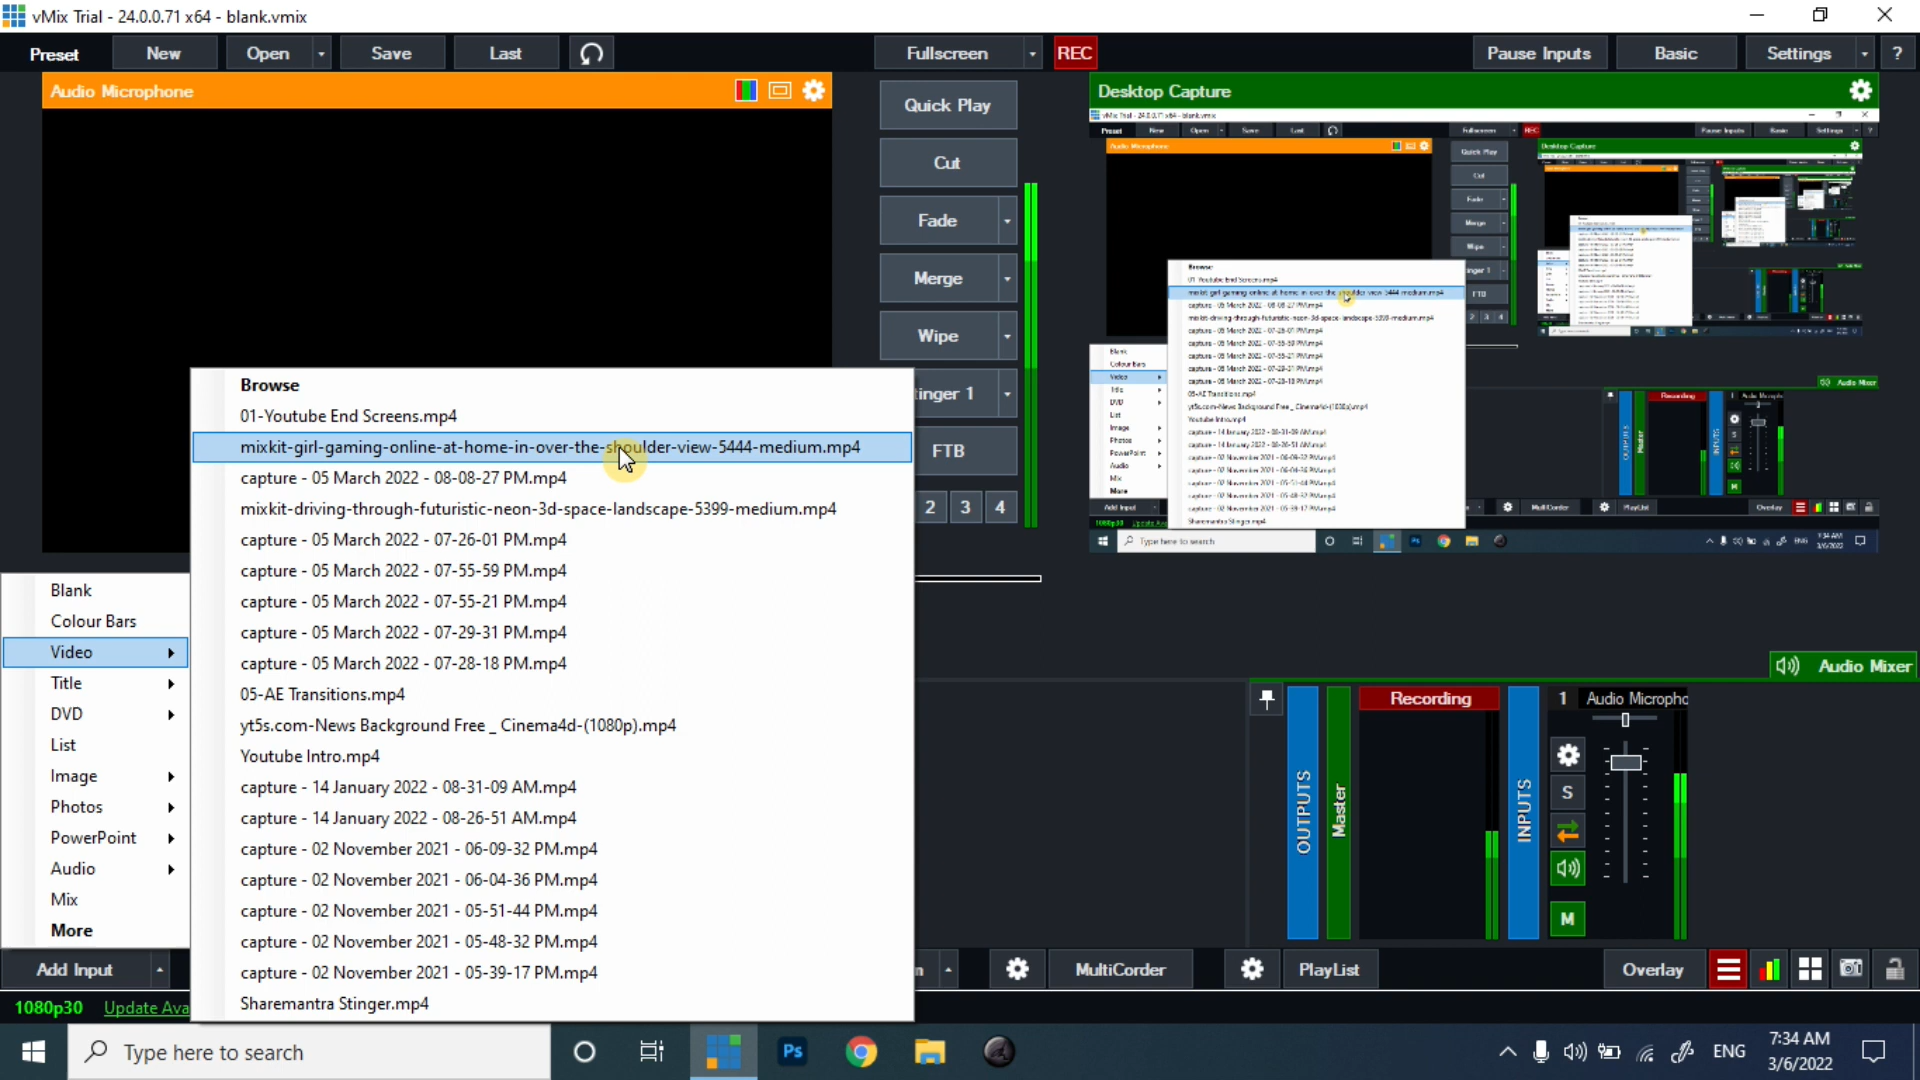 vMix Trial - 24.0.0.71 x64 - blank.vmix
Preset New Open Save Last Fullscreen REC Pause Inputs Basic Settings ?
Audio Microphone
Quick Play
Cut
Fade
Merge
Wipe
inger 1
FTB
2 3 4
Desktop Capture
Browse
01-Youtube End Screens.mp4
mixkit-girl-gaming-online-at-home-in-over-the-shoulder-view-5444-medium.mp4
capture - 05 March 2022 - 08-08-27 PM.mp4
mixkit-driving-through-futuristic-neon-3d-space-landscape-5399-medium.mp4
capture - 05 March 2022 - 07-26-01 PM.mp4
capture - 05 March 2022 - 07-55-59 PM.mp4
capture - 05 March 2022 - 07-55-21 PM.mp4
capture - 05 March 2022 - 07-29-31 PM.mp4
capture - 05 March 2022 - 07-28-18 PM.mp4
05-AE Transitions.mp4
yt5s.com-News Background Free _ Cinema4d-(1080p).mp4
Youtube Intro.mp4
capture - 14 January 2022 - 08-31-09 AM.mp4
capture - 14 January 2022 - 08-26-51 AM.mp4
capture - 02 November 2021 - 06-09-32 PM.mp4
capture - 02 November 2021 - 06-04-36 PM.mp4
capture - 02 November 2021 - 05-51-44 PM.mp4
capture - 02 November 2021 - 05-48-32 PM.mp4
capture - 02 November 2021 - 05-39-17 PM.mp4
Sharemantra Stinger.mp4
Blank
Colour Bars
Video
Title
DVD
List
Image
Photos
PowerPoint
Audio
Mix
More
Audio Mixer
OUTPUTS
Master
Recording
INPUTS
1 Audio Micropho
S
M
Add Input
n
MultiCorder
PlayList
Overlay
1080p30 Update Ava
Type here to search
Ps
ENG
7:34 AM
3/6/2022